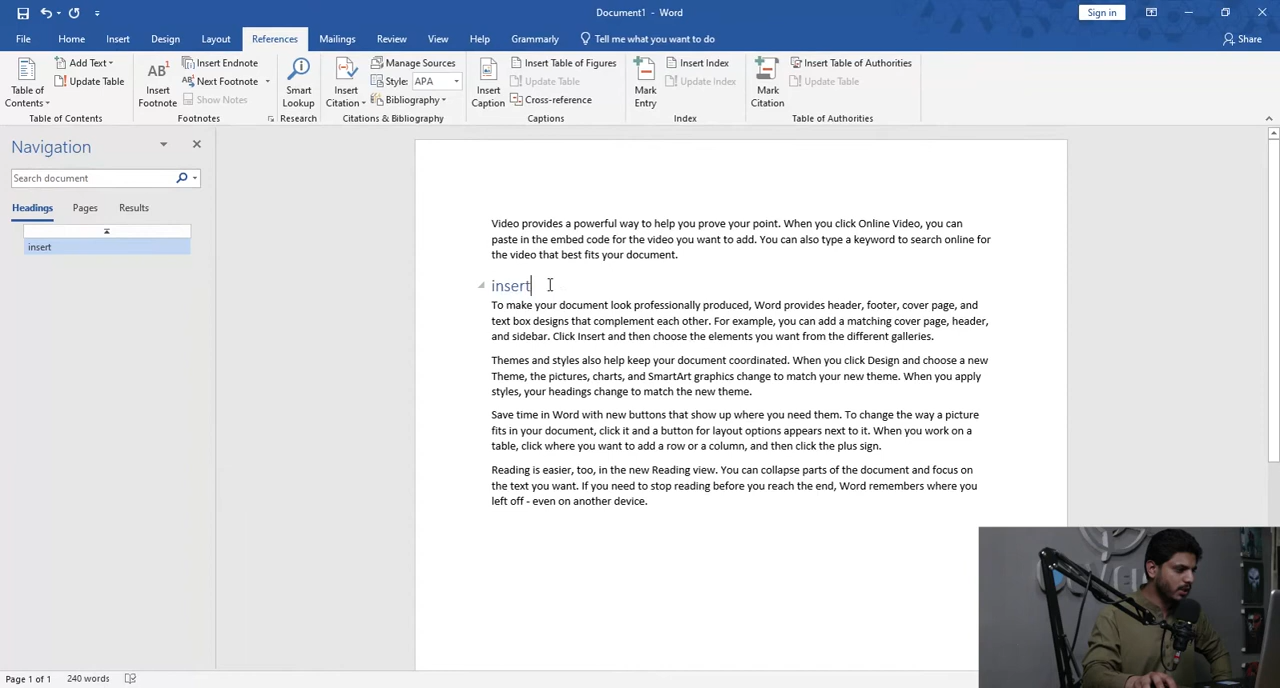 Document1 - Word
Sign in
File Home Insert Design Layout References Mailings Review View Help Grammarly Tell me what you want to do Share
Table of Contents
Add Text
Update Table
Table of Contents
AB¹
Insert Footnote
Insert Endnote
Next Footnote
Show Notes
Footnotes
Smart Lookup
Research
Insert Citation
Manage Sources
Style: APA
Bibliography
Citations & Bibliography
Insert Caption
Insert Table of Figures
Update Table
Cross-reference
Captions
Mark Entry
Insert Index
Update Index
Index
Mark Citation
Insert Table of Authorities
Update Table
Table of Authorities
Navigation
Search document
Headings Pages Results
insert
Video provides a powerful way to help you prove your point. When you click Online Video, you can
paste in the embed code for the video you want to add. You can also type a keyword to search online for
the video that best fits your document.
insert
To make your document look professionally produced, Word provides header, footer, cover page, and
text box designs that complement each other. For example, you can add a matching cover page, header,
and sidebar. Click Insert and then choose the elements you want from the different galleries.
Themes and styles also help keep your document coordinated. When you click Design and choose a new
Theme, the pictures, charts, and SmartArt graphics change to match your new theme. When you apply
styles, your headings change to match the new theme.
Save time in Word with new buttons that show up where you need them. To change the way a picture
fits in your document, click it and a button for layout options appears next to it. When you work on a
table, click where you want to add a row or a column, and then click the plus sign.
Reading is easier, too, in the new Reading view. You can collapse parts of the document and focus on
the text you want. If you need to stop reading before you reach the end, Word remembers where you
left off - even on another device.
Page 1 of 1 240 words